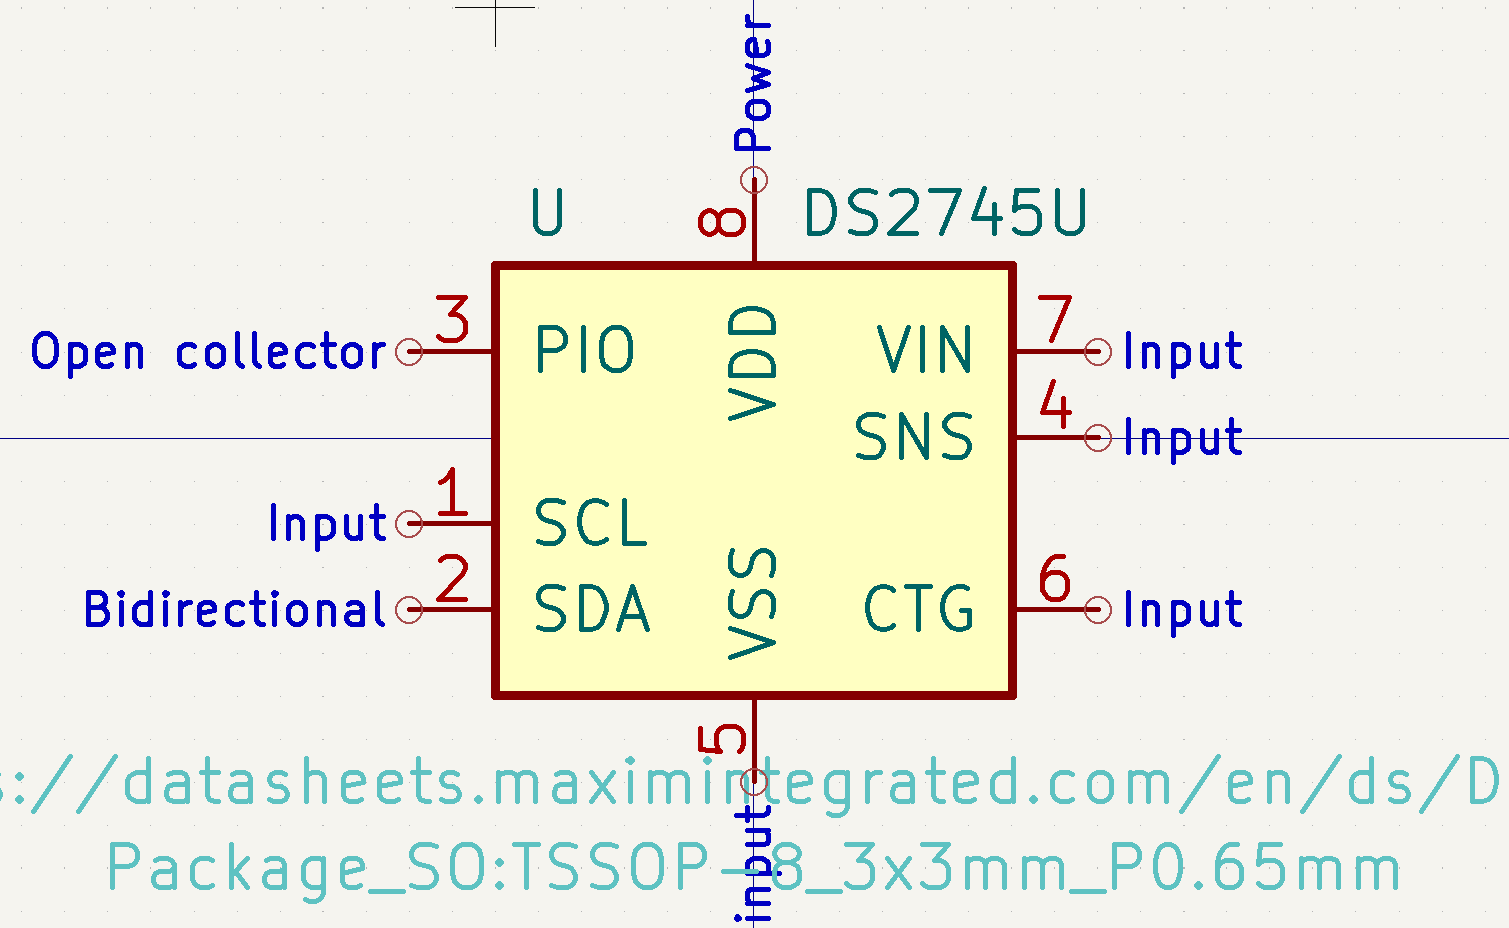 Power
U
8
DS2745U
3
7
Open collector
PIO
VDD
VIN
Input
4
SNS
Input
1
Input
SCL
2
6
Bidirectional
SDA
VSS
CTG
Input
5
s://datasheets.maximintegrated.com/en/ds/D
Package_SO:TSSOP-8_3x3mm_P0.65mm
input